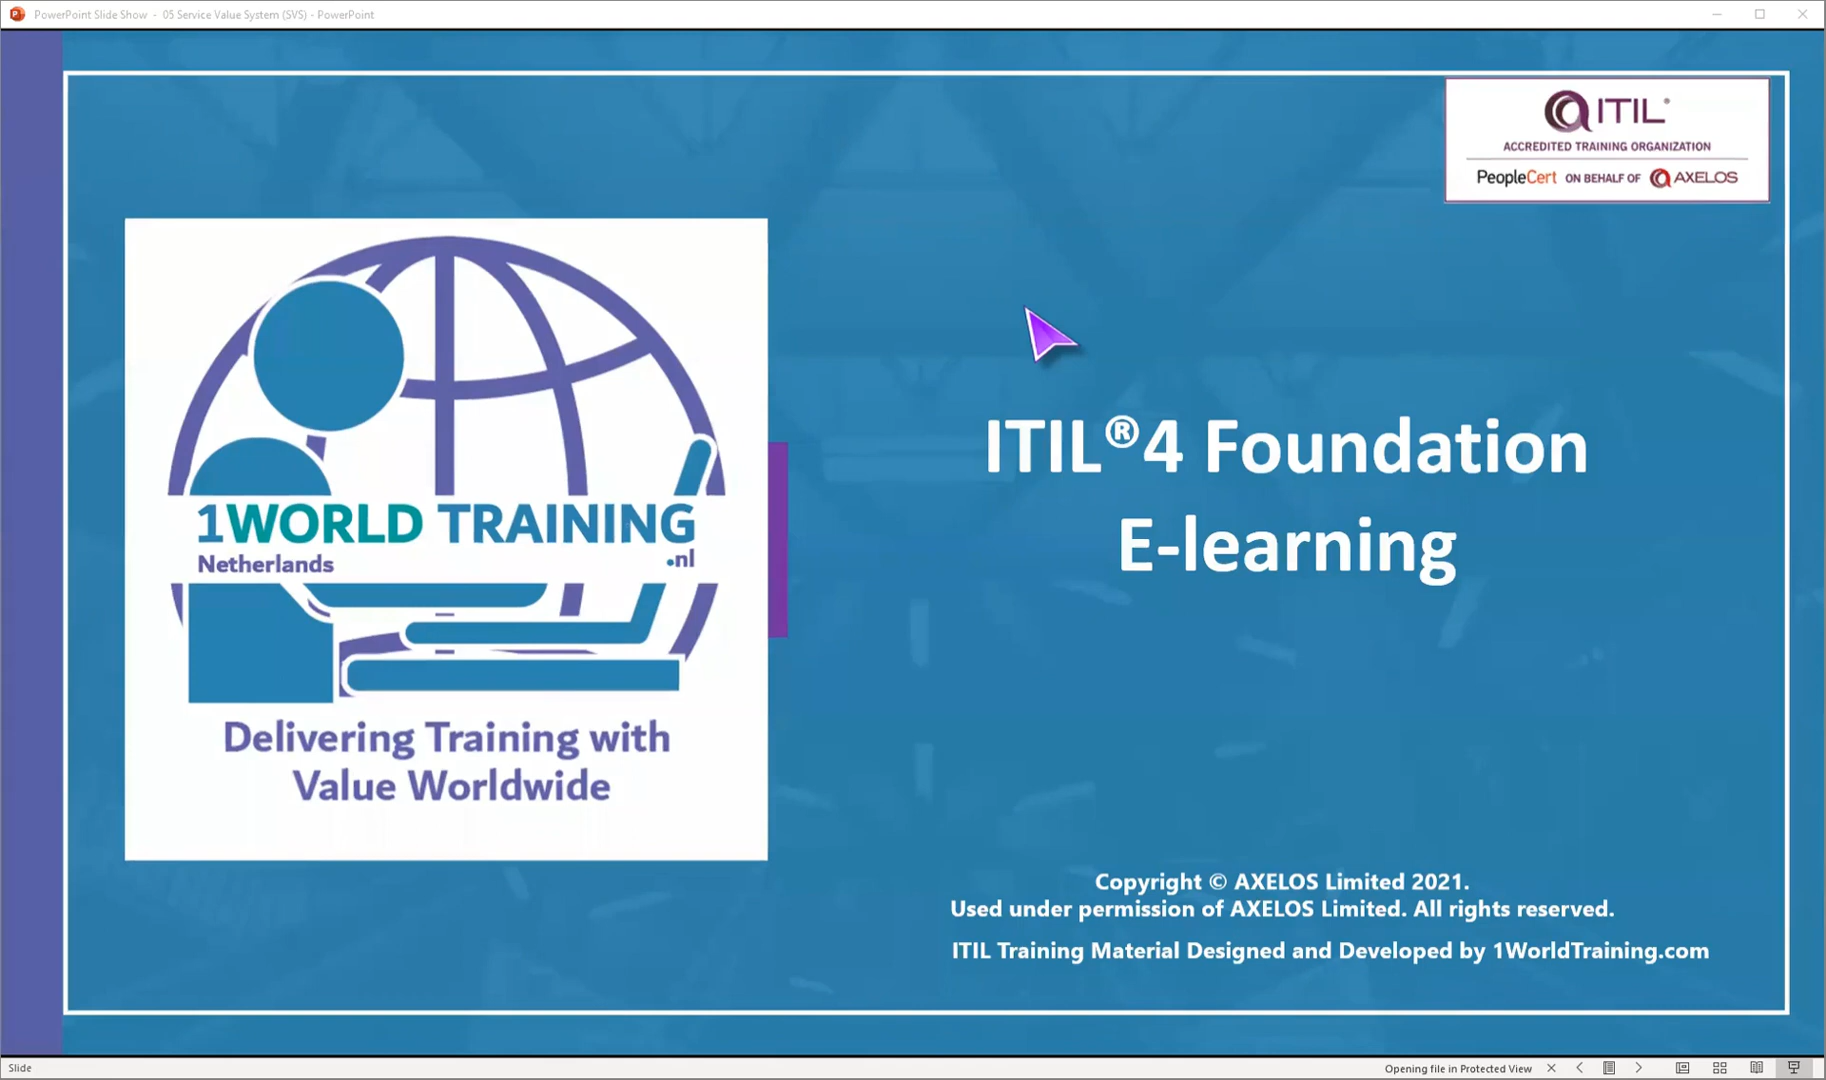 PowerPoint Slide Show - 05 Service Value System (SVS) - PowerPoint
ITIL®
ACCREDITED TRAINING ORGANIZATION
PeopleCert ON BEHALF OF AXELOS
1WORLD TRAINING
Netherlands .nl
Delivering Training with
Value Worldwide
ITIL®4 Foundation
E-learning
Copyright © AXELOS Limited 2021.
Used under permission of AXELOS Limited. All rights reserved.
ITIL Training Material Designed and Developed by 1WorldTraining.com
Slide
Opening file in Protected View